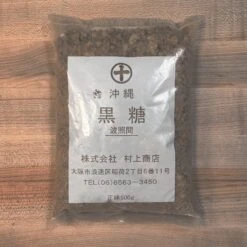 沖縄
黒糖
波照間
株式会社 村上商店
大阪市浪速区稲荷2丁目6番11号
TEL(06)6563-3450
正味500g